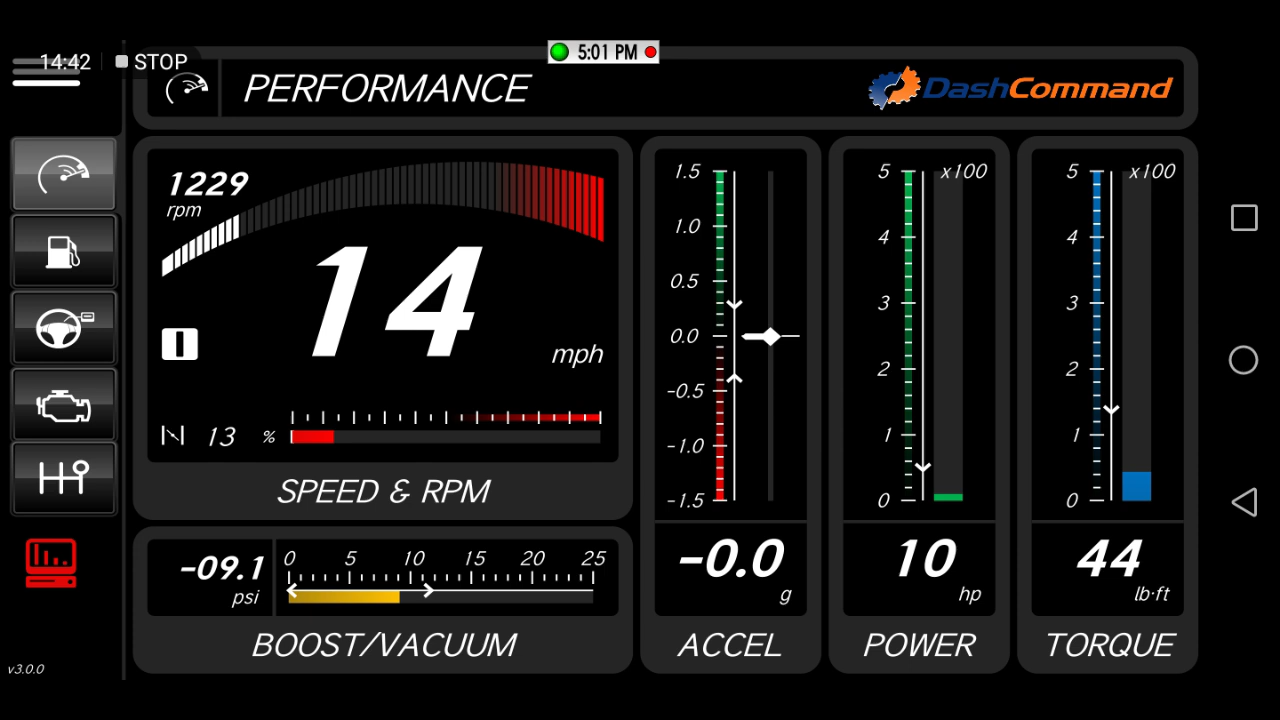 14:42 STOP
5:01 PM
PERFORMANCE
DashCommand
1229
rpm
14
mph
13 %
SPEED & RPM
-09.1
psi
0 5 10 15 20 25
BOOST/VACUUM
1.5
1.0
0.5
0.0
-0.5
-1.0
-1.5
-0.0
g
ACCEL
5 x100
4
3
2
1
0
10
hp
POWER
5 x100
4
3
2
1
0
44
lb·ft
TORQUE
v3.0.0